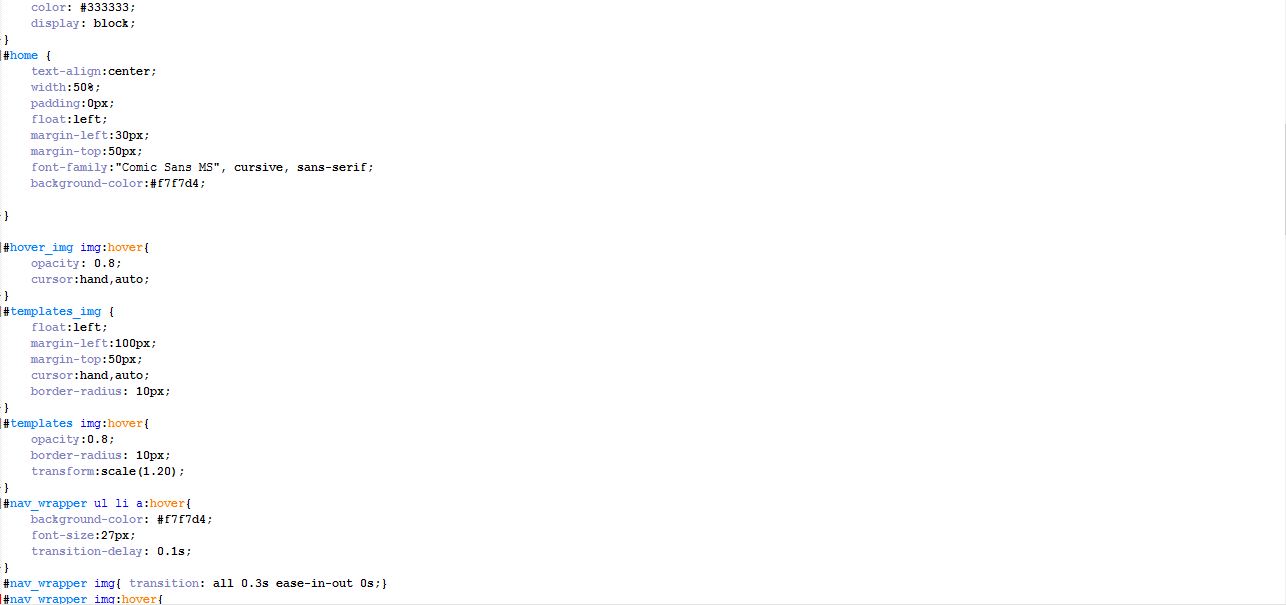 color: #333333;
display: block;
}
#home {
text-align:center;
width:50%;
padding:0px;
float:left;
margin-left:30px;
margin-top:50px;
font-family:"Comic Sans MS", cursive, sans-serif;
background-color:#f7f7d4;
}
#hover_img img:hover{
opacity: 0.8;
cursor:hand,auto;
}
#templates_img {
float:left;
margin-left:100px;
margin-top:50px;
cursor:hand,auto;
border-radius: 10px;
}
#templates img:hover{
opacity:0.8;
border-radius: 10px;
transform:scale(1.20);
}
#nav_wrapper ul li a:hover{
background-color: #f7f7d4;
font-size:27px;
transition-delay: 0.1s;
}
#nav_wrapper img{ transition: all 0.3s ease-in-out 0s;}
#nav_wrapper img:hover{